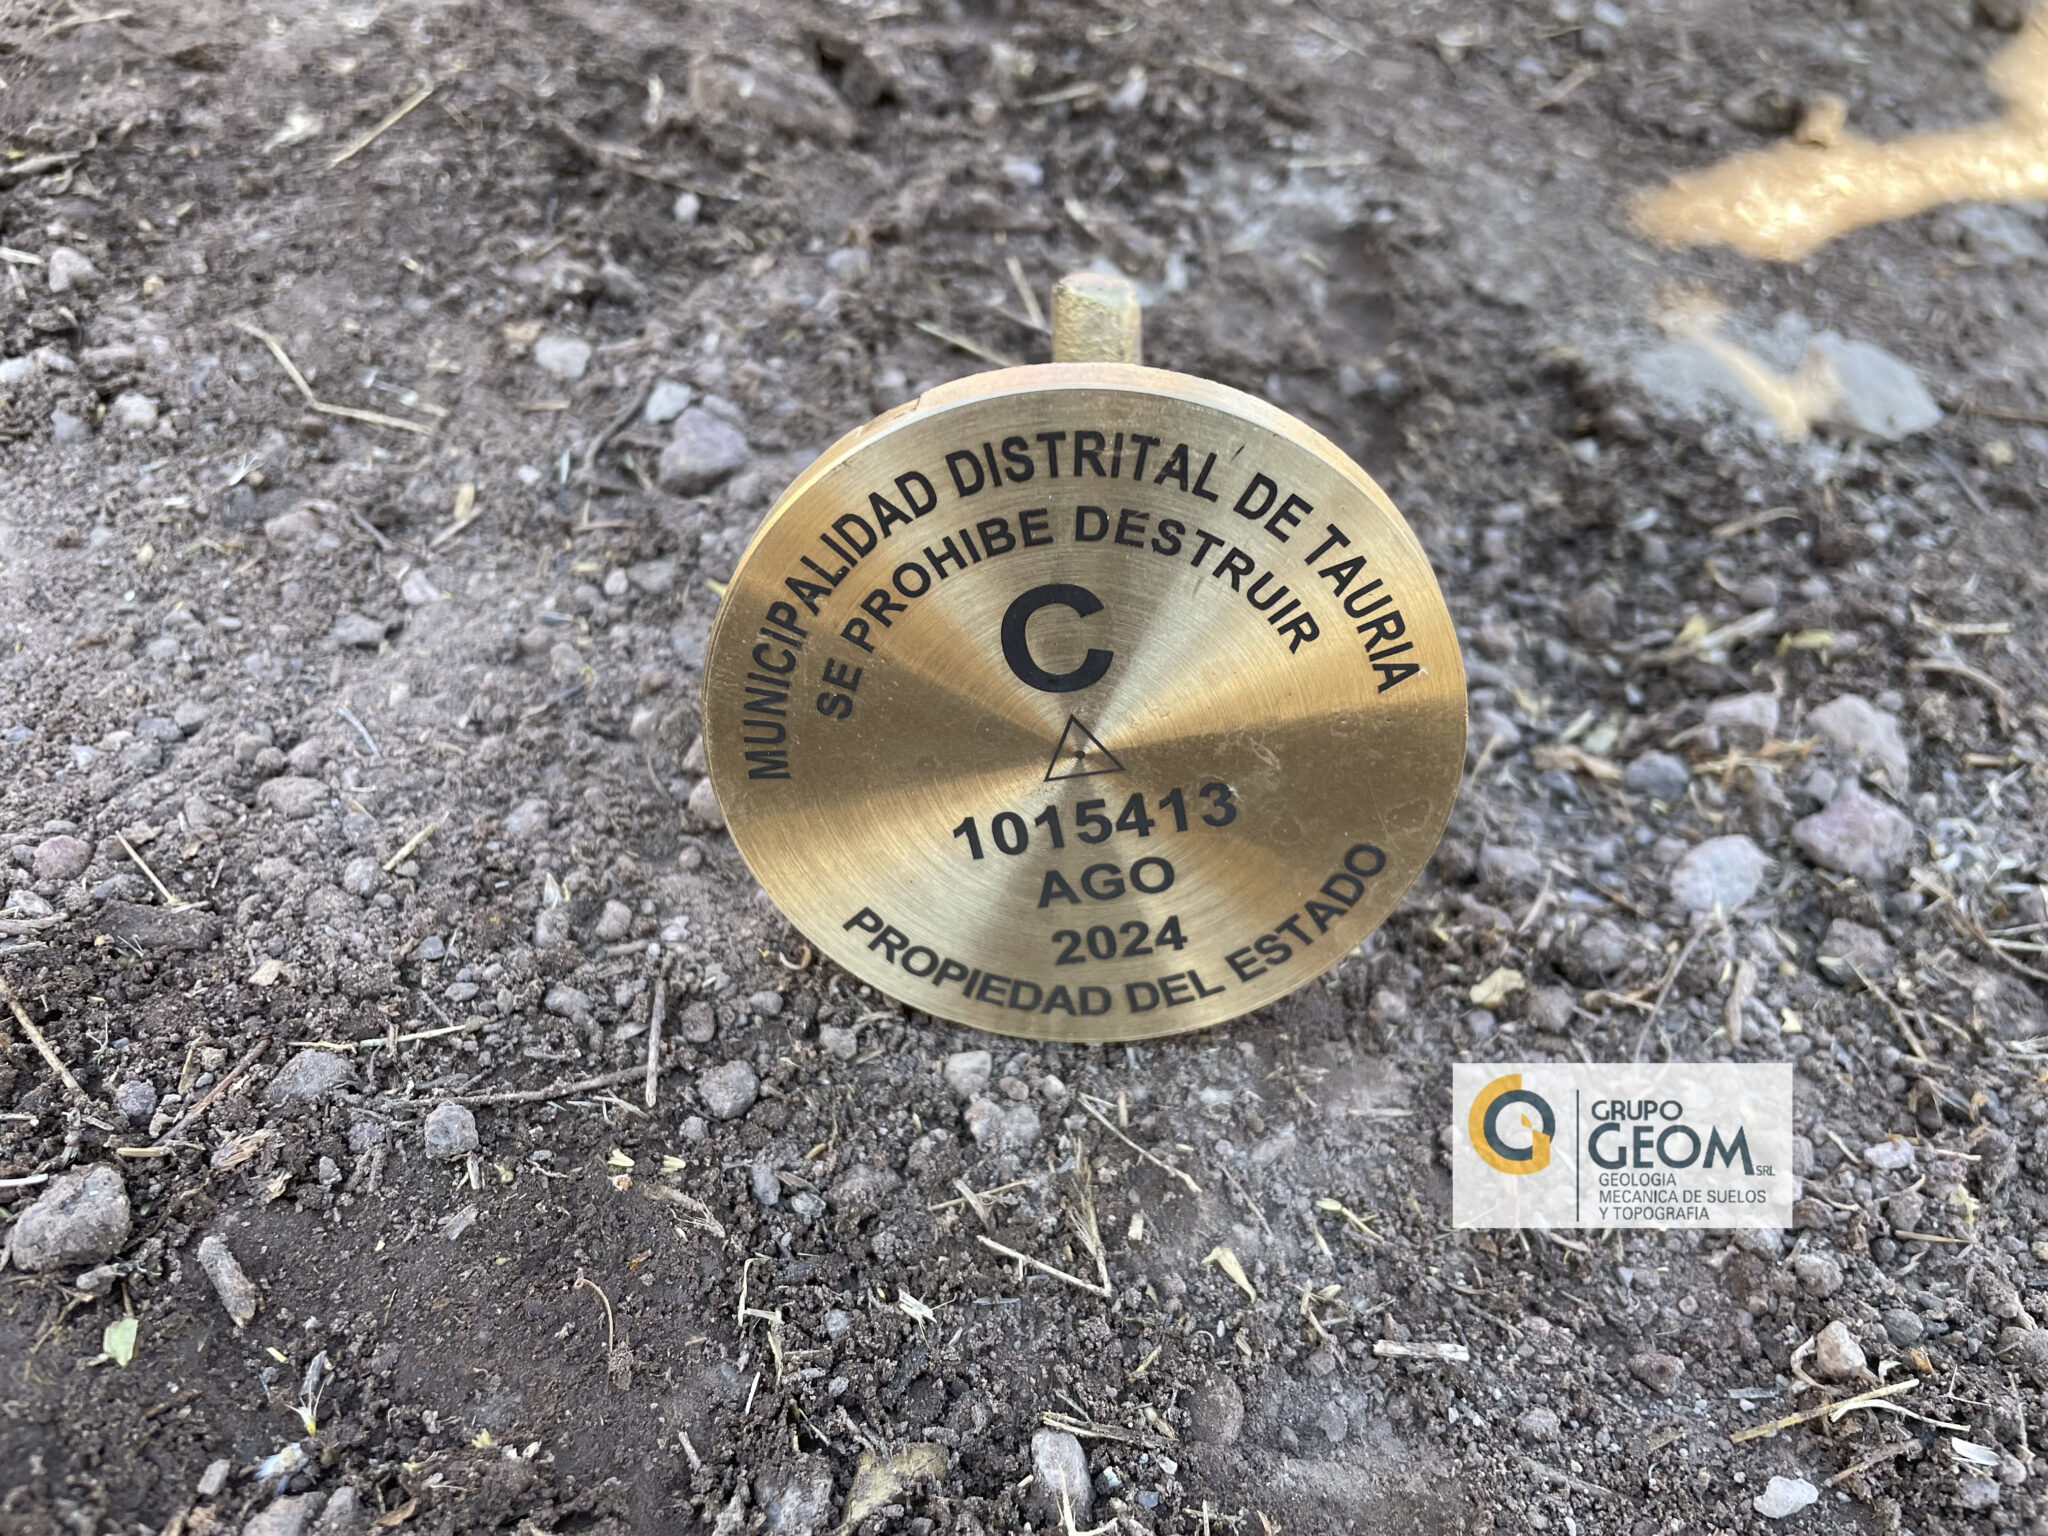 MUNICIPALIDAD DISTRITAL DE TAURIA
SE PROHIBE DESTRUIR
C
1015413
AGO
2024
PROPIEDAD DEL ESTADO
GRUPO
GEOM SRL
GEOLOGIA
MECANICA DE SUELOS
Y TOPOGRAFIA